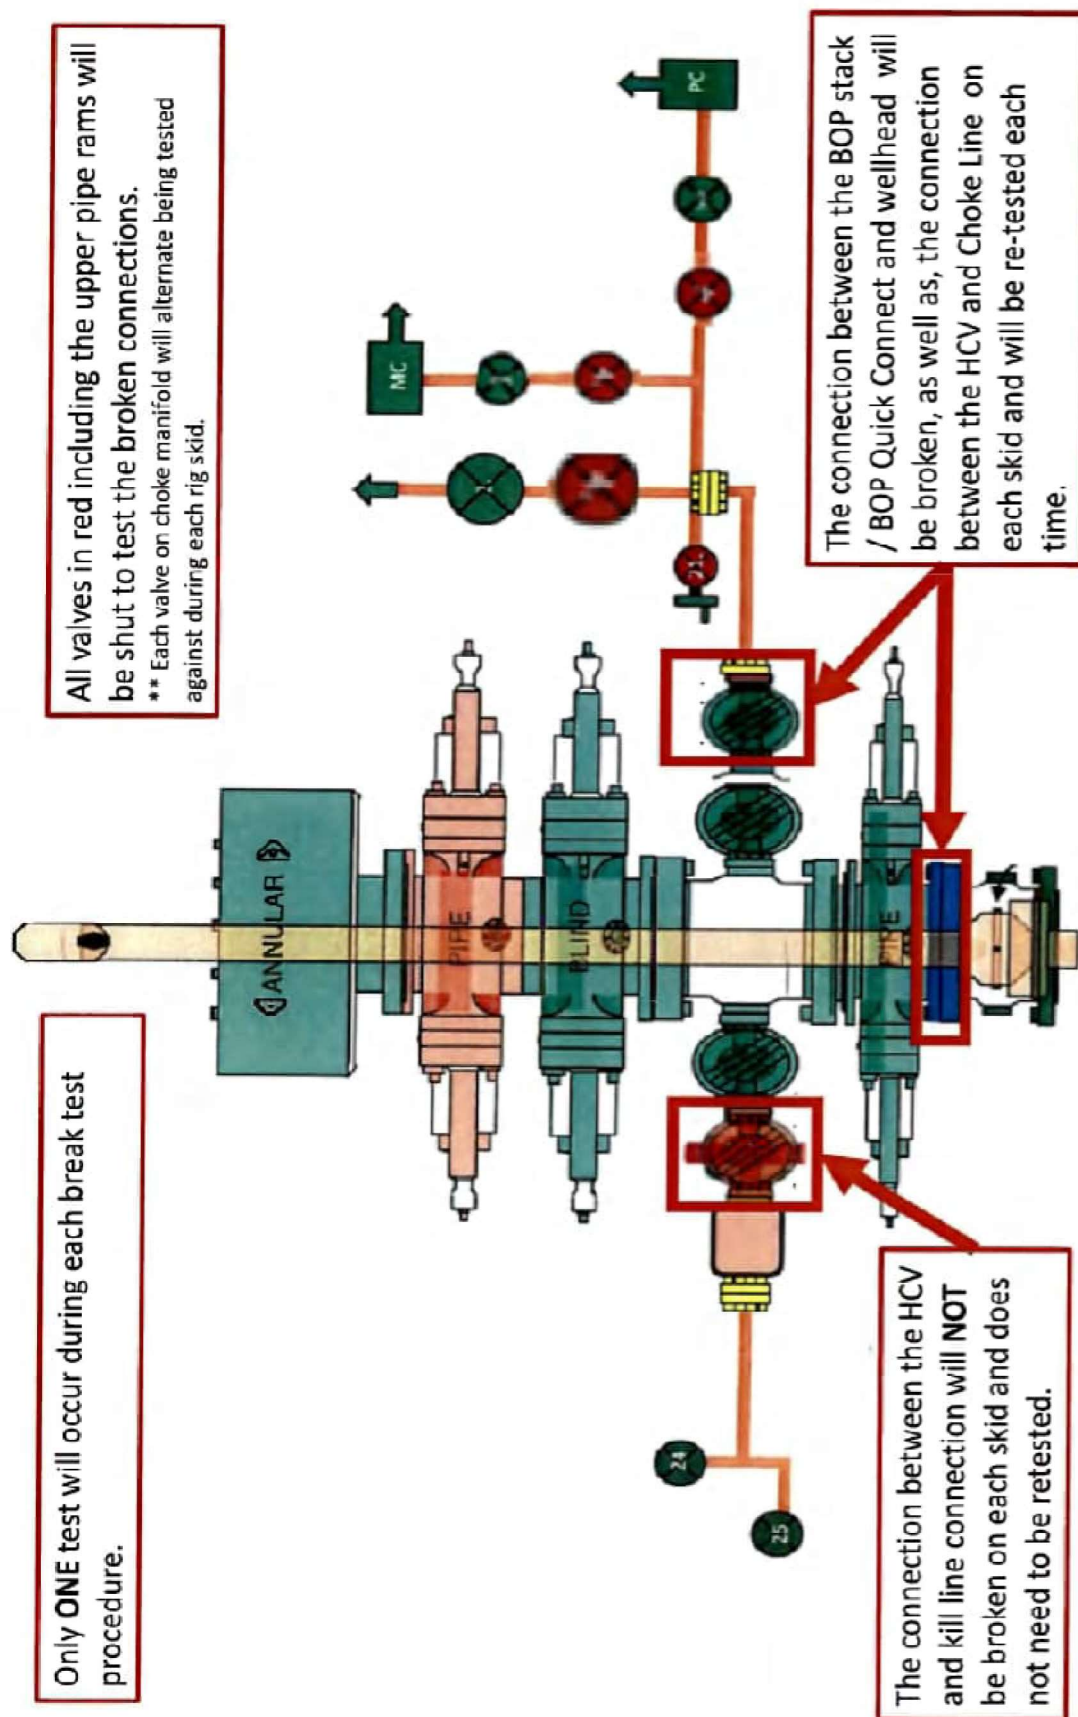 Only ONE test will occur during each break test
procedure.
All valves in red including the upper pipe rams will
be shut to test the broken connections.
** Each valve on choke manifold will alternate being tested
against during each rig skid.
ANNULAR
PIPE
BLIND
PIPE
MC
PC
24
25
The connection between the HCV
and kill line connection will NOT
be broken on each skid and does
not need to be retested.
The connection between the BOP stack
/ BOP Quick Connect and wellhead will
be broken, as well as, the connection
between the HCV and Choke Line on
each skid and will be re-tested each
time.